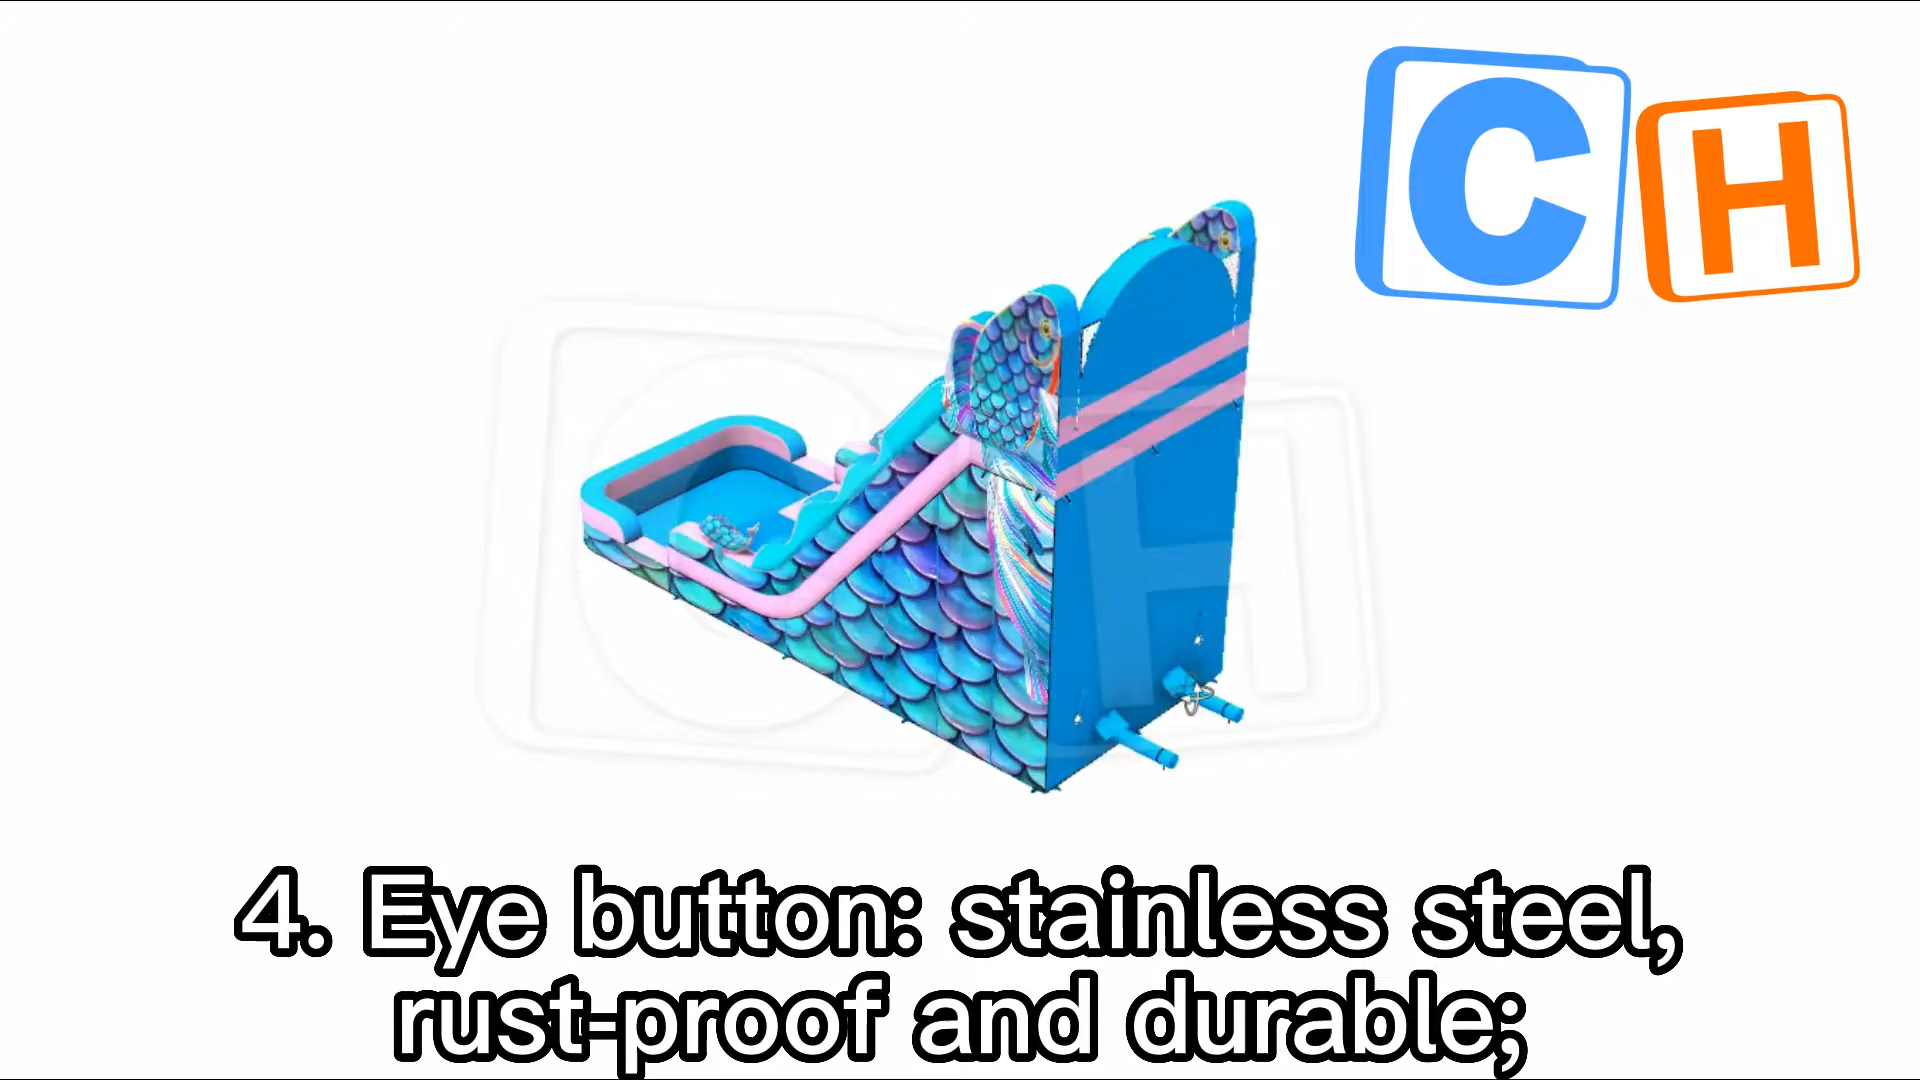 CH
4. Eye button: stainless steel,
rust-proof and durable;